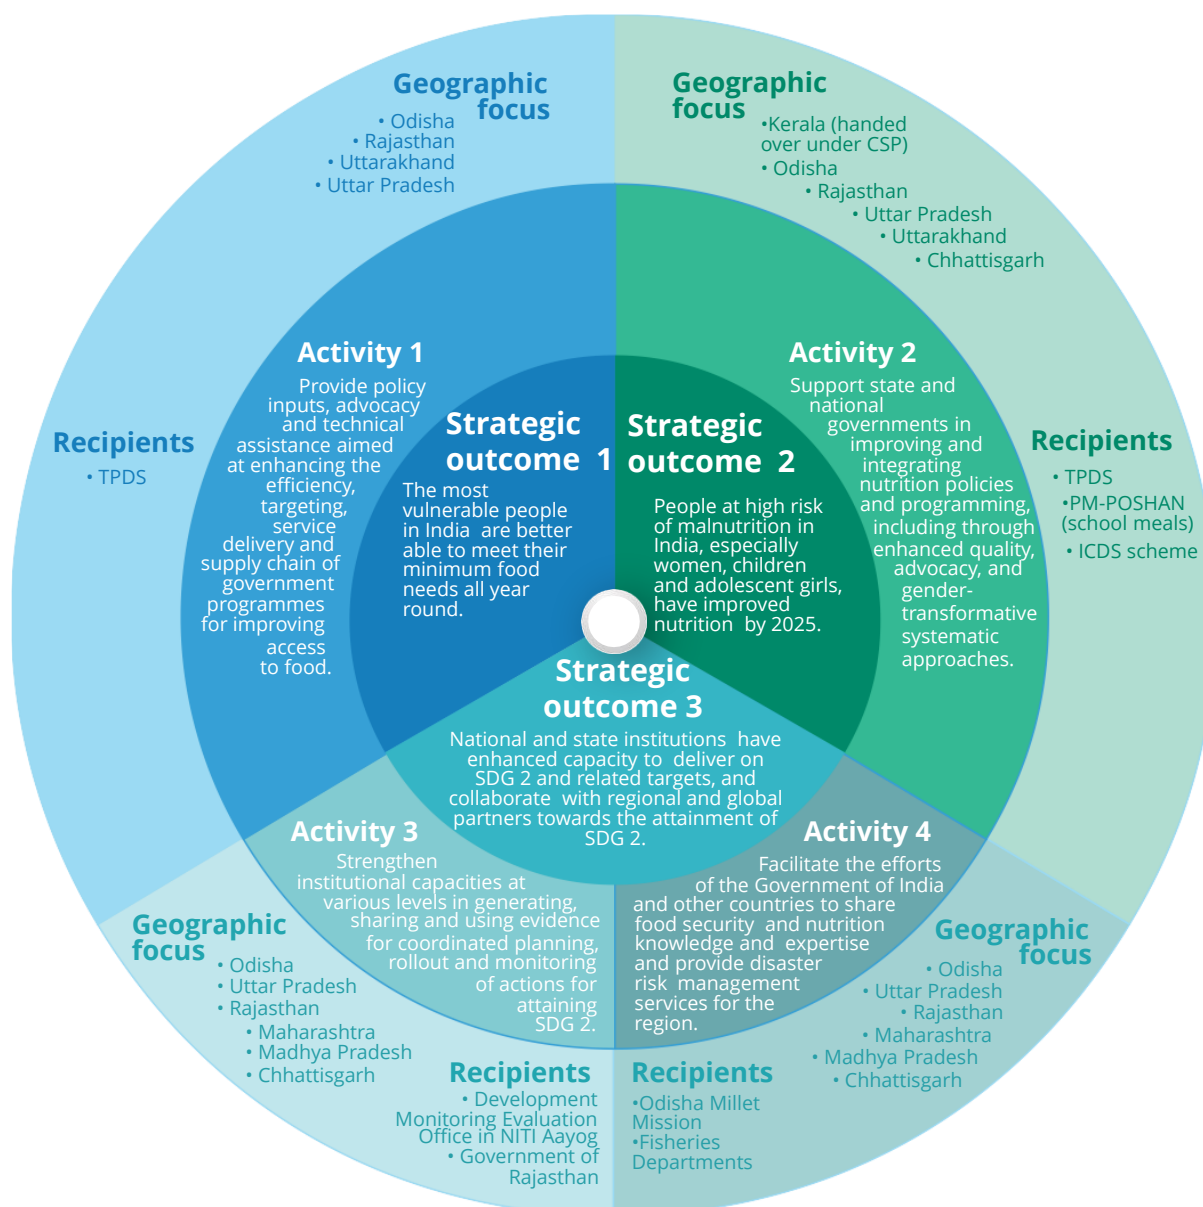 Geographic
focus
• Odisha
• Rajasthan
• Uttarakhand
• Uttar Pradesh
Recipients
• TPDS
Activity 1
Provide policy
inputs, advocacy
and technical
assistance aimed
at enhancing the
efficiency,
targeting,
service
delivery and
supply chain of
government
programmes
for improving
access
to food.
Strategic
outcome 1
The most
vulnerable people
in India are better
able to meet their
minimum food
needs all year
round.
Geographic
focus
•Kerala (handed
over under CSP)
• Odisha
• Rajasthan
• Uttar Pradesh
• Uttarakhand
• Chhattisgarh
Strategic
outcome 2
People at high risk
of malnutrition in
India, especially
women, children
and adolescent girls,
have improved
nutrition by 2025.
Activity 2
Support state and
national
governments in
improving and
integrating
nutrition policies
and programming,
including through
enhanced quality,
advocacy, and
gender-
transformative
systematic
approaches.
Recipients
• TPDS
•PM-POSHAN
(school meals)
• ICDS scheme
Strategic
outcome 3
National and state institutions have
enhanced capacity to deliver on
SDG 2 and related targets, and
collaborate with regional and global
partners towards the attainment of
SDG 2.
Activity 3
Strengthen
institutional capacities at
various levels in generating,
sharing and using evidence
for coordinated planning,
rollout and monitoring
of actions for
attaining
SDG 2.
Geographic
focus
• Odisha
• Uttar Pradesh
• Rajasthan
• Maharashtra
• Madhya Pradesh
• Chhattisgarh
Recipients
• Development
Monitoring Evaluation
Office in NITI Aayog
• Government of
Rajasthan
Activity 4
Facilitate the efforts
of the Government of India
and other countries to share
food security and nutrition
knowledge and expertise
and provide disaster
risk management
services for the
region.
Geographic
focus
• Odisha
• Uttar Pradesh
• Rajasthan
• Maharashtra
• Madhya Pradesh
• Chhattisgarh
Recipients
•Odisha Millet
Mission
•Fisheries
Departments